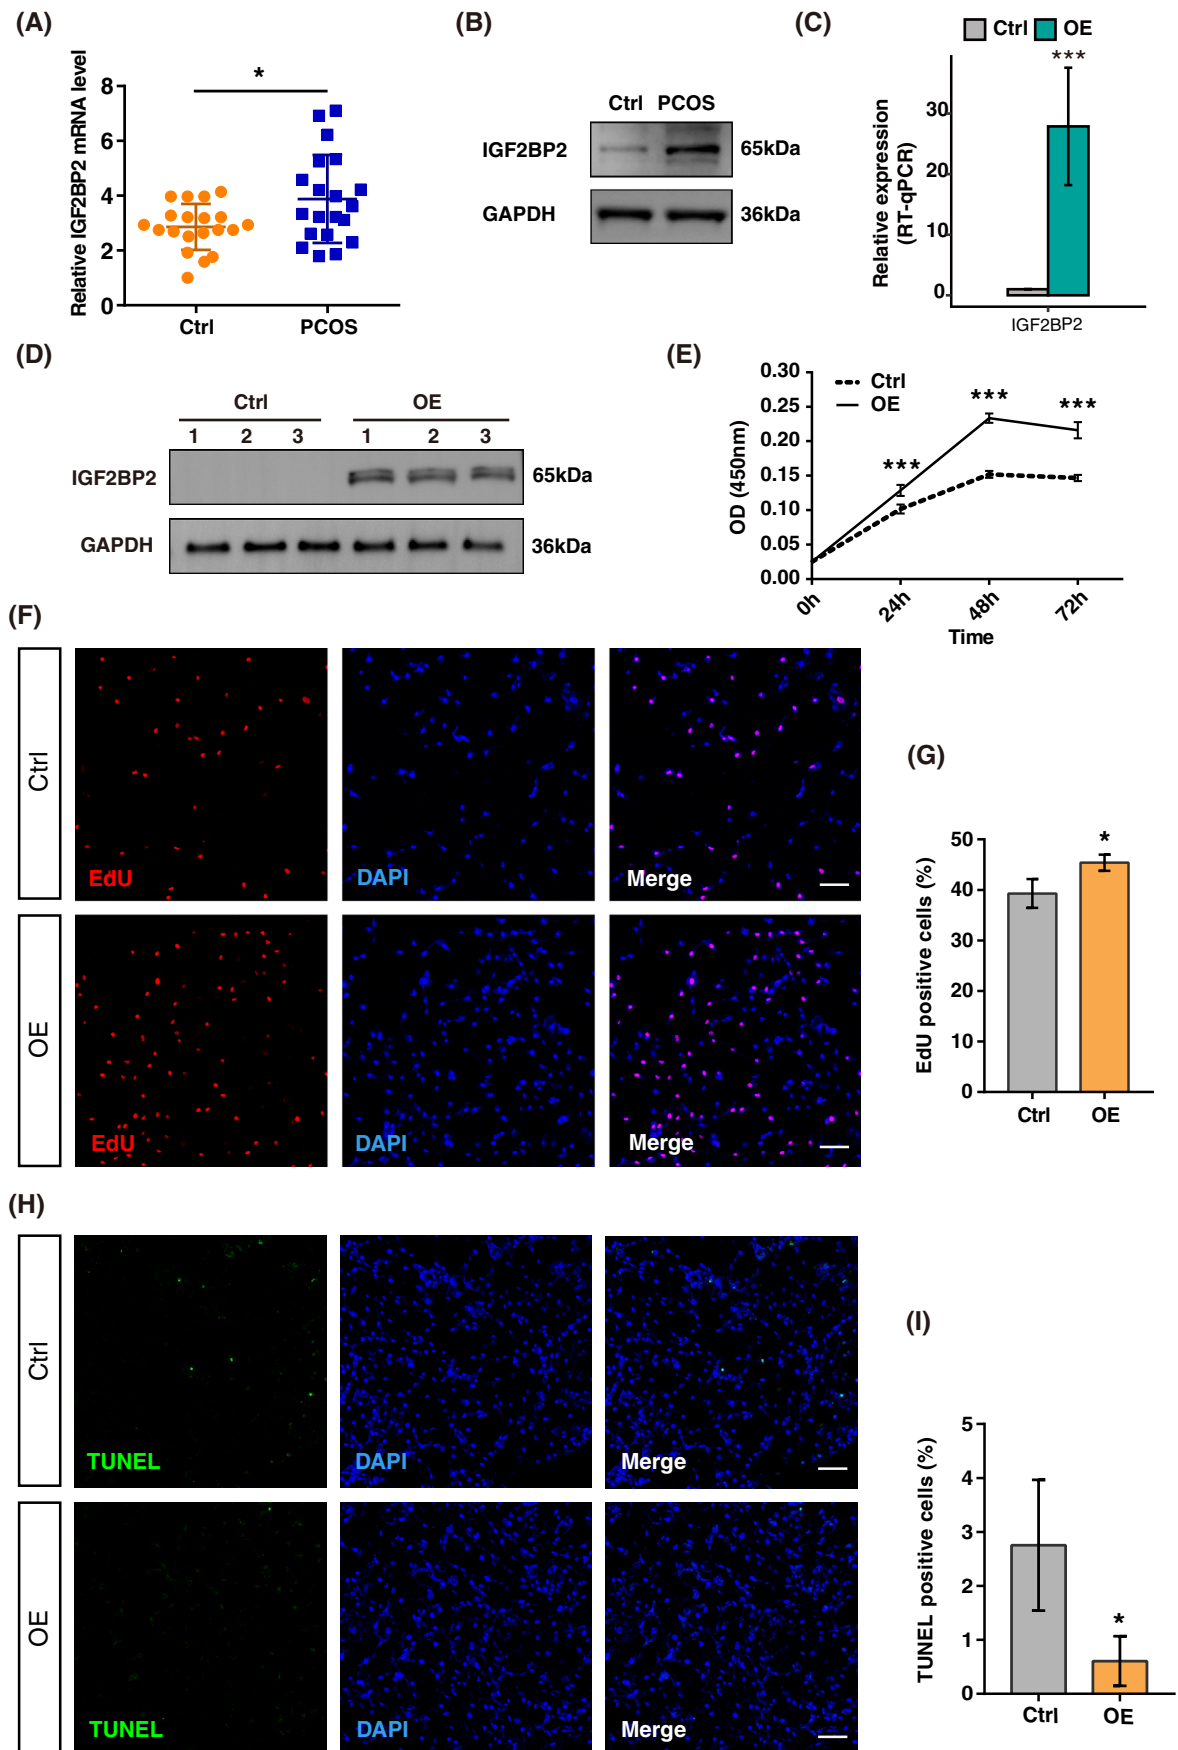 (A)
Relative IGF2BP2 mRNA level
8
6
4
2
0
*
Ctrl
PCOS
(B)
Ctrl PCOS
IGF2BP2
65kDa
GAPDH
36kDa
(C)
Ctrl OE
***
Relative expression
(RT-qPCR)
30
20
10
0
IGF2BP2
(D)
Ctrl OE
1 2 3 1 2 3
IGF2BP2
65kDa
GAPDH
36kDa
(E)
OD (450nm)
0.30
0.25
0.20
0.15
0.10
0.05
0.00
Ctrl
OE
***
***
***
0h
24h
48h
72h
Time
(F)
Ctrl
EdU
DAPI
Merge
OE
EdU
DAPI
Merge
(G)
EdU positive cells (%)
50
40
30
20
10
0
*
Ctrl
OE
(H)
Ctrl
TUNEL
DAPI
Merge
OE
TUNEL
DAPI
Merge
(I)
TUNEL positive cells (%)
5
4
3
2
1
0
*
Ctrl
OE